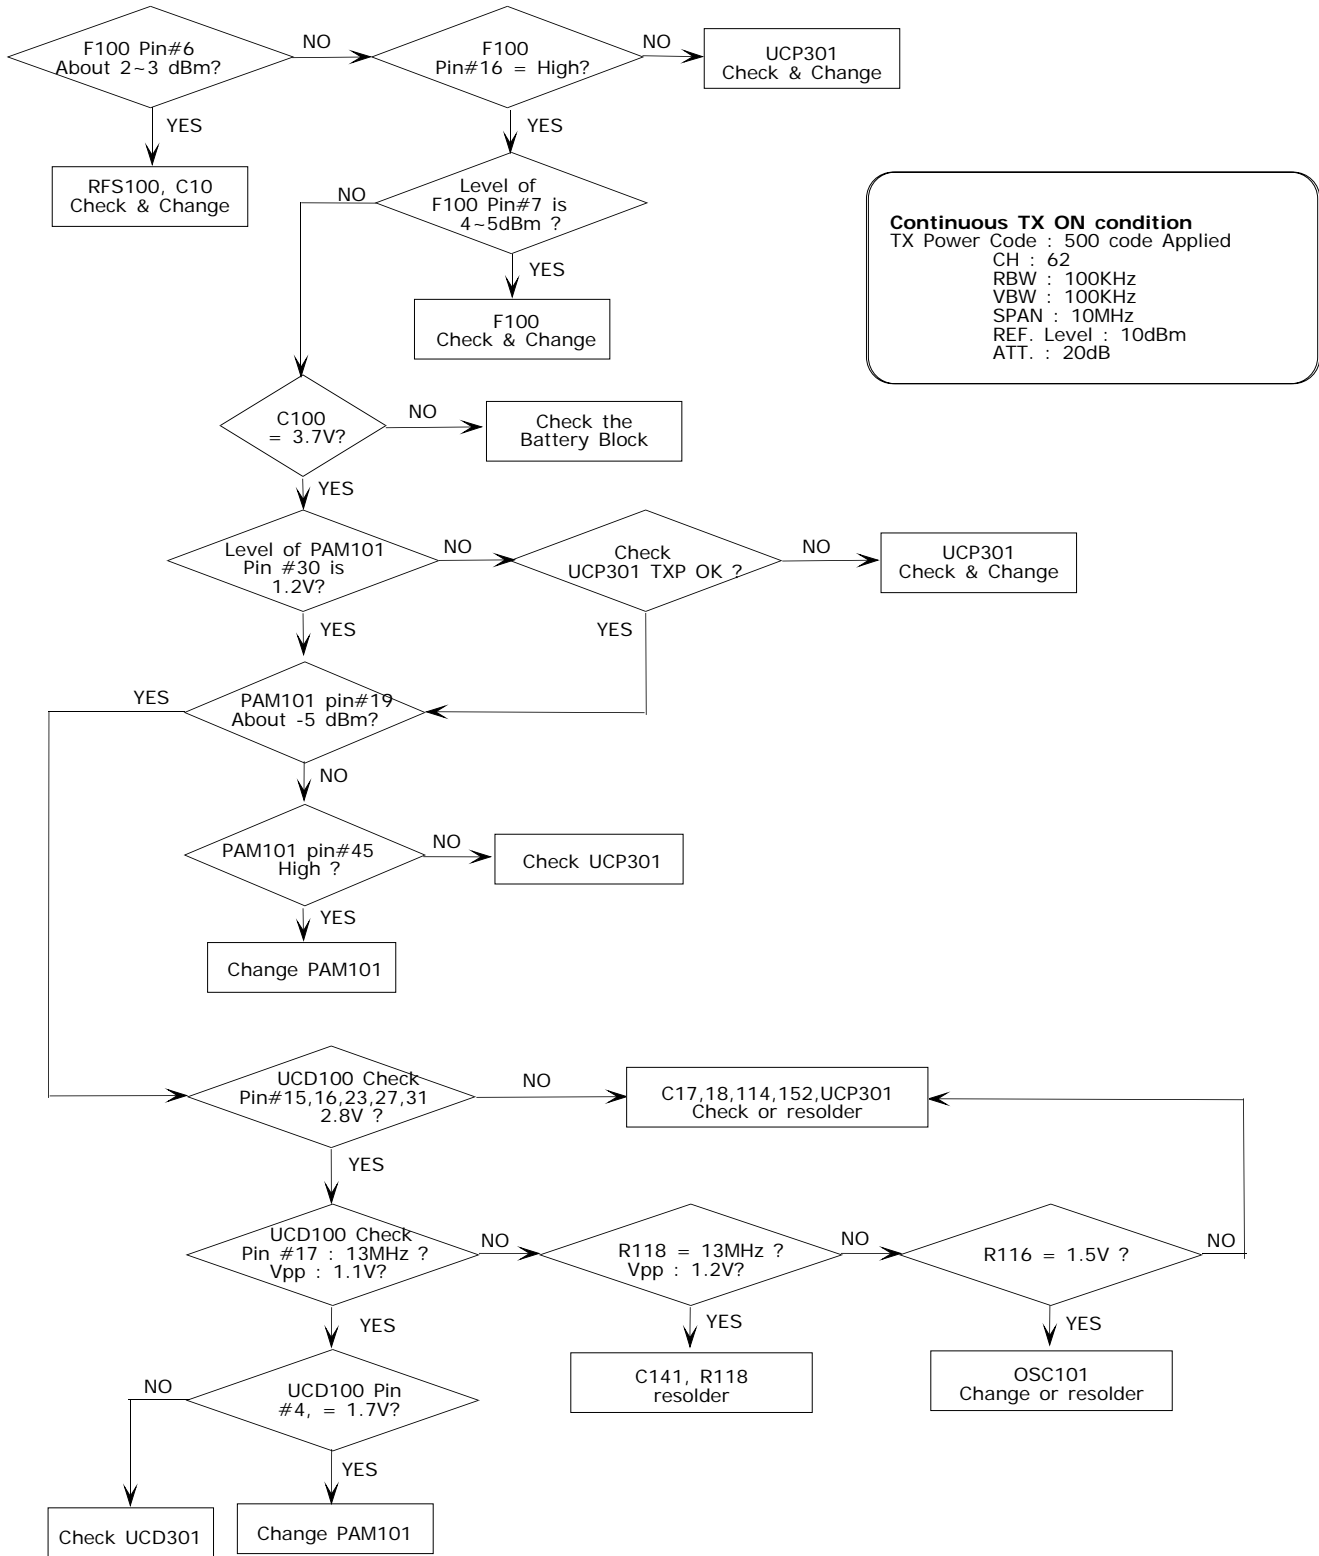 F100 Pin#6
About 2~3 dBm?
NO
F100
Pin#16 = High?
NO
UCP301
Check & Change
YES
YES
RFS100, C10
Check & Change
NO
Level of
F100 Pin#7 is
4~5dBm ?
YES
F100
Check & Change
Continuous TX ON condition
TX Power Code : 500 code Applied
CH : 62
RBW : 100KHz
VBW : 100KHz
SPAN : 10MHz
REF. Level : 10dBm
ATT. : 20dB
C100
= 3.7V?
NO
Check the
Battery Block
YES
Level of PAM101
Pin #30 is
1.2V?
NO
Check
UCP301 TXP OK ?
NO
UCP301
Check & Change
YES
YES
YES
PAM101 pin#19
About -5 dBm?
NO
PAM101 pin#45
High ?
NO
Check UCP301
YES
Change PAM101
UCD100 Check
Pin#15,16,23,27,31
2.8V ?
NO
C17,18,114,152,UCP301
Check or resolder
YES
UCD100 Check
Pin #17 : 13MHz ?
Vpp : 1.1V?
NO
R118 = 13MHz ?
Vpp : 1.2V?
NO
R116 = 1.5V ?
NO
YES
YES
YES
C141, R118
resolder
OSC101
Change or resolder
NO
UCD100 Pin
#4, = 1.7V?
YES
Check UCD301
Change PAM101